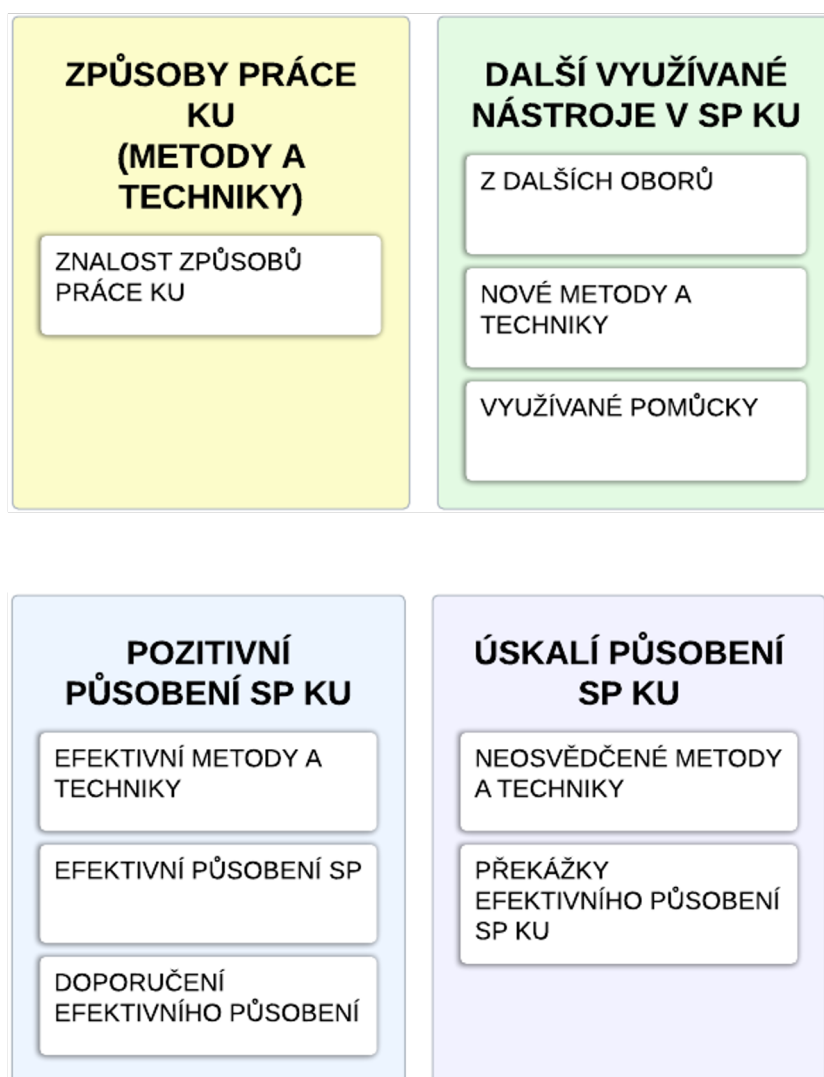 ZPŮSOBY PRÁCE
KU
(METODY A
TECHNIKY)
ZNALOST ZPŮSOBŮ
PRÁCE KU
DALŠÍ VYUŽÍVANÉ
NÁSTROJE V SP KU
Z DALŠÍCH OBORŮ
NOVÉ METODY A
TECHNIKY
VYUŽÍVANÉ POMŮCKY
POZITIVNÍ
PŮSOBENÍ SP KU
EFEKTIVNÍ METODY A
TECHNIKY
EFEKTIVNÍ PŮSOBENÍ SP
DOPORUČENÍ
EFEKTIVNÍHO PŮSOBENÍ
ÚSKALÍ PŮSOBENÍ
SP KU
NEOSVĚDČENÉ METODY
A TECHNIKY
PŘEKÁŽKY
EFEKTIVNÍHO PŮSOBENÍ
SP KU